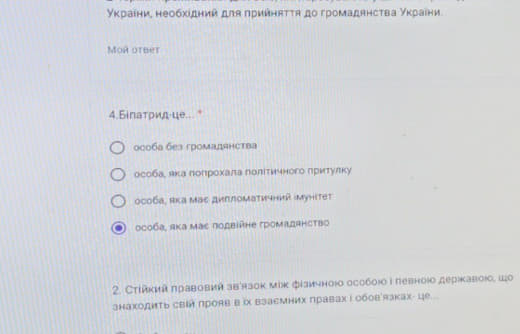 України, необхідний для прийняття до громадянства України.
Мой ответ
4.Біпатрид-це... *
особа без громадянства
особа, яка попрохала політичного притулку
особа, яка має дипломатичний імунітет
особа, яка має подвійне громадянство
2. Стійкий правовий зв'язок між фізичною особою і певною державою, що
знаходить свій прояв в їх взаємних правах і обов'язках- це...